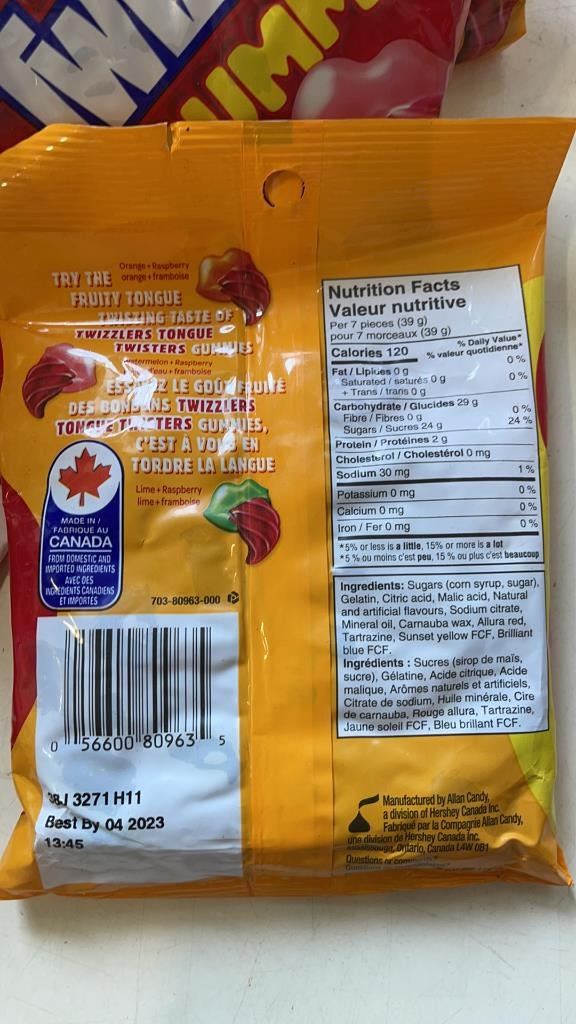 Orange + Raspberry
orange + framboise
TRY THE
FRUITY TONGUE
TWISTING TASTE OF
TWIZZLERS TONGUE
TWISTERS GUMMIES
Raspberry
framboise
LE GOÛT FRUITÉ
DES BONBONS TWIZZLERS
TONGUE TWISTERS GUMMIES,
C'EST À VOUS EN
TORDRE LA LANGUE
Lime + Raspberry
lime + framboise
MADE IN /
FABRIQUÉ AU
CANADA
FROM DOMESTIC AND
IMPORTED INGREDIENTS
AVEC DES
INGRÉDIENTS CANADIENS
ET IMPORTÉS
703-80963-000
0 56600 80963 5
3271 H11
Best By 04 2023
13:45
Nutrition Facts
Valeur nutritive
Per 7 pieces (39 g)
pour 7 morceaux (39 g)
Calories 120
% Daily Value*
% valeur quotidienne*
Fat / Lipides 0 g 0 %
Saturated / saturés 0 g
+ Trans / trans 0 g 0 %
Carbohydrate / Glucides 29 g
Fibre / Fibres 0 g 0 %
Sugars / Sucres 24 g 24 %
Protein / Protéines 2 g
Cholesterol / Cholestérol 0 mg
Sodium 30 mg 1 %
Potassium 0 mg 0 %
Calcium 0 mg 0 %
Iron / Fer 0 mg 0 %
*5% or less is a little, 15% or more is a lot
*5 % ou moins c'est peu, 15 % ou plus c'est beaucoup
Ingredients: Sugars (corn syrup, sugar),
Gelatin, Citric acid, Malic acid, Natural
and artificial flavours, Sodium citrate,
Mineral oil, Carnauba wax, Allura red,
Tartrazine, Sunset yellow FCF, Brilliant
blue FCF.
Ingrédients : Sucres (sirop de maïs,
sucre), Gélatine, Acide citrique, Acide
malique, Arômes naturels et artificiels,
Citrate de sodium, Huile minérale, Cire
de carnauba, Rouge allura, Tartrazine,
Jaune soleil FCF, Bleu brillant FCF.
Manufactured by Allan Candy,
a division of Hershey Canada Inc.
Fabriqué par la Compagnie Allan Candy,
une division de Hershey Canada Inc.
Mississauga, Ontario, Canada L4W 0B1
Questions or